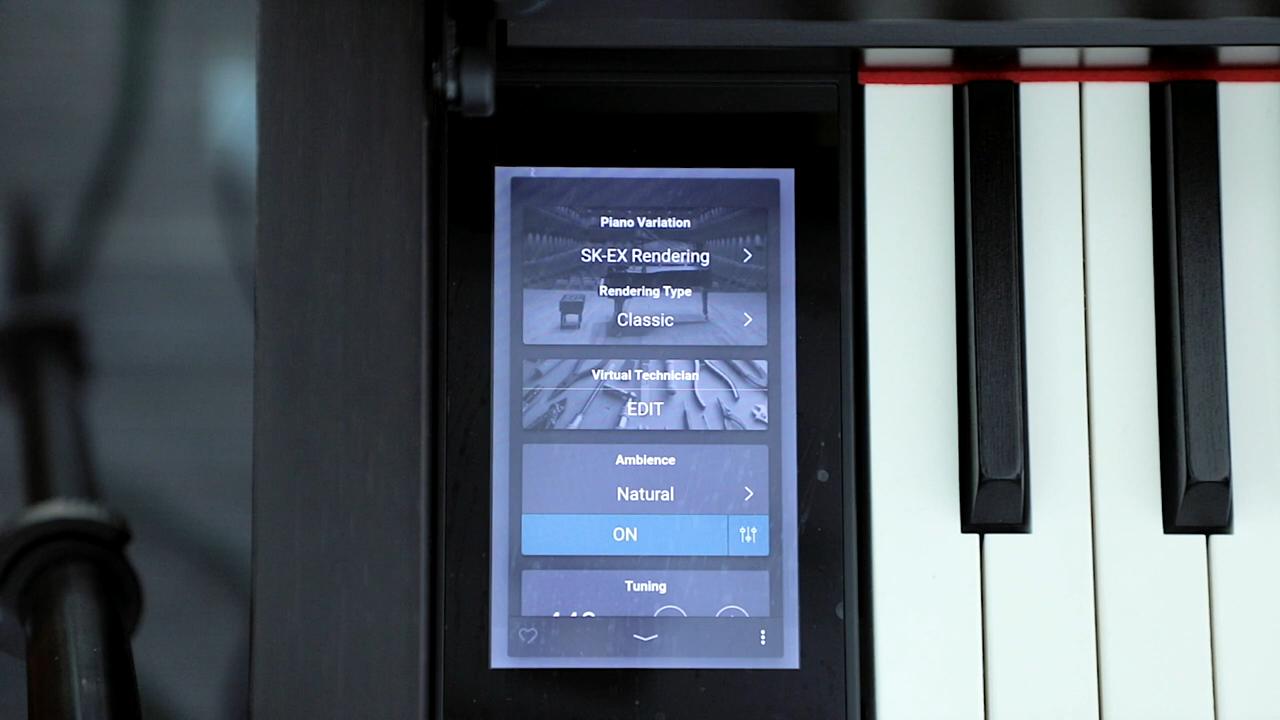 Piano Variation
SK-EX Rendering
Rendering Type
Classic
Virtual Technician
EDIT
Ambience
Natural
ON
Tuning